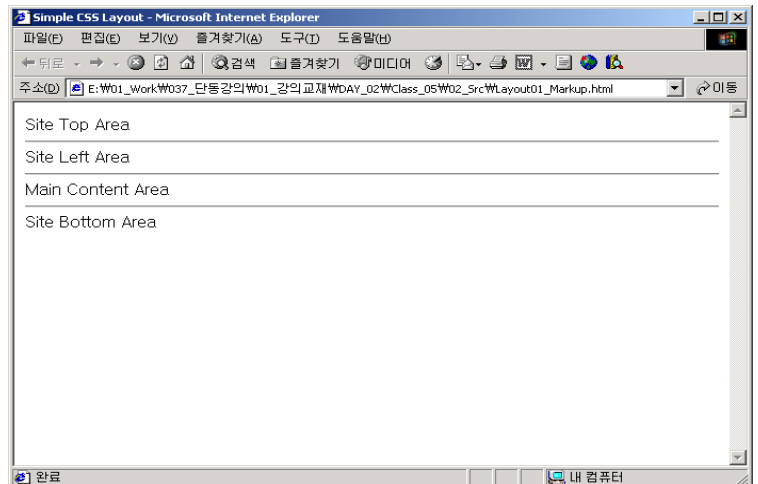 Simple CSS Layout - Microsoft Internet Explorer
파일(F) 편집(E) 보기(V) 즐겨찾기(A) 도구(T) 도움말(H)
뒤로 검색 즐겨찾기 미디어
주소(D) E:₩01_Work₩037_단동강의₩01_강의교재₩DAY_02₩Class_05₩02_Src₩Layout01_Markup.html 이동
Site Top Area
Site Left Area
Main Content Area
Site Bottom Area
완료 내 컴퓨터